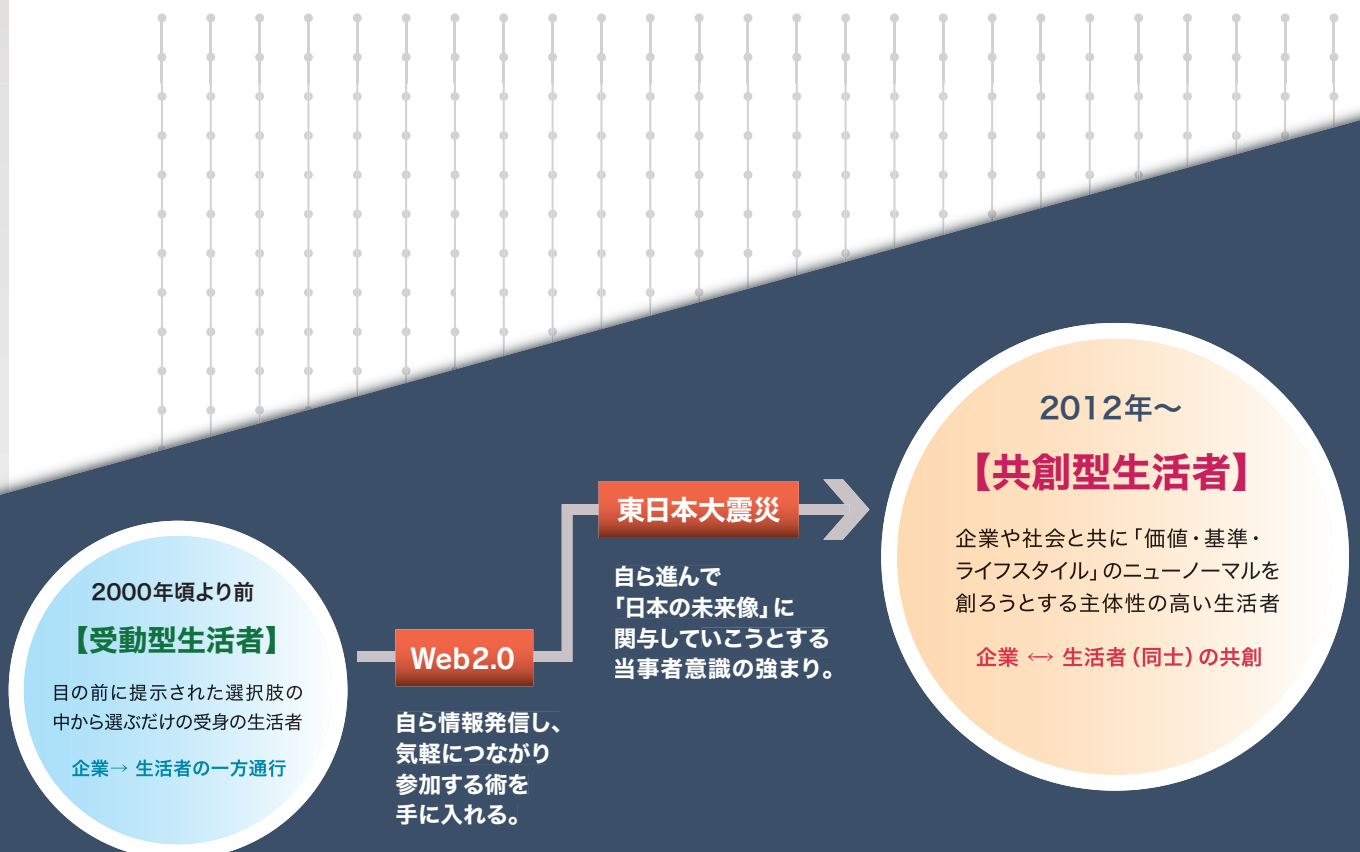 2000年頃より前
【受動型生活者】
目の前に提示された選択肢の
中から選ぶだけの受身の生活者
企業→ 生活者の一方通行
Web2.0
自ら情報発信し、
気軽につながり
参加する術を
手に入れる。
東日本大震災
自ら進んで
「日本の未来像」に
関与していこうとする
当事者意識の強まり。
2012年〜
【共創型生活者】
企業や社会と共に「価値・基準・
ライフスタイル」のニューノーマルを
創ろうとする主体性の高い生活者
企業 ↔ 生活者（同士）の共創